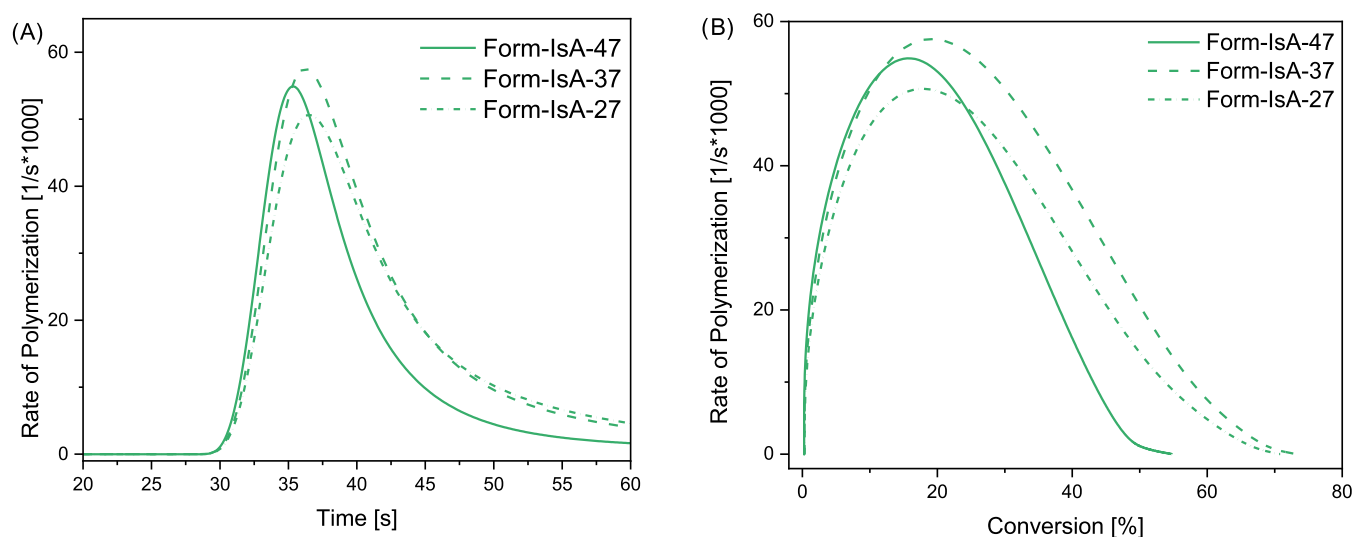 (A)
Form-IsA-47
Form-IsA-37
Form-IsA-27
Rate of Polymerization [1/s*1000]
60
40
20
0
20 25 30 35 40 45 50 55 60
Time [s]
(B)
Form-IsA-47
Form-IsA-37
Form-IsA-27
Rate of Polymerization [1/s*1000]
60
40
20
0
0 20 40 60 80
Conversion [%]